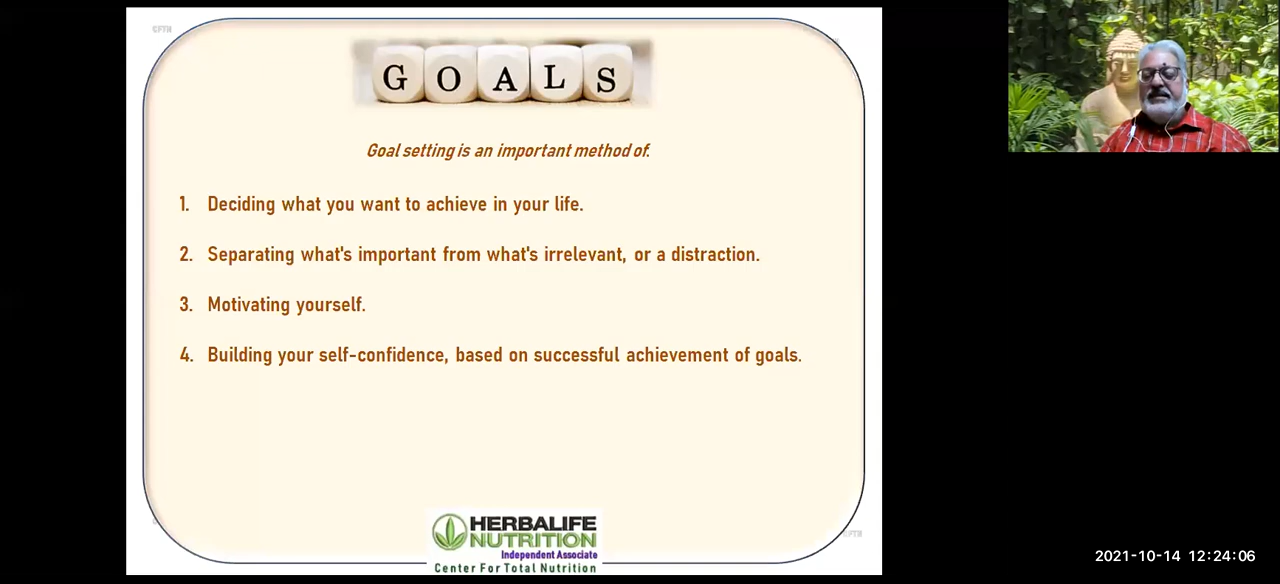 GFTN
GOALS
Goal setting is an important method of.
1. Deciding what you want to achieve in your life.
2. Separating what's important from what's irrelevant, or a distraction.
3. Motivating yourself.
4. Building your self-confidence, based on successful achievement of goals.
HERBALIFE
NUTRITION
Independent Associate
Center For Total Nutrition
GFTN
2021-10-14 12:24:06